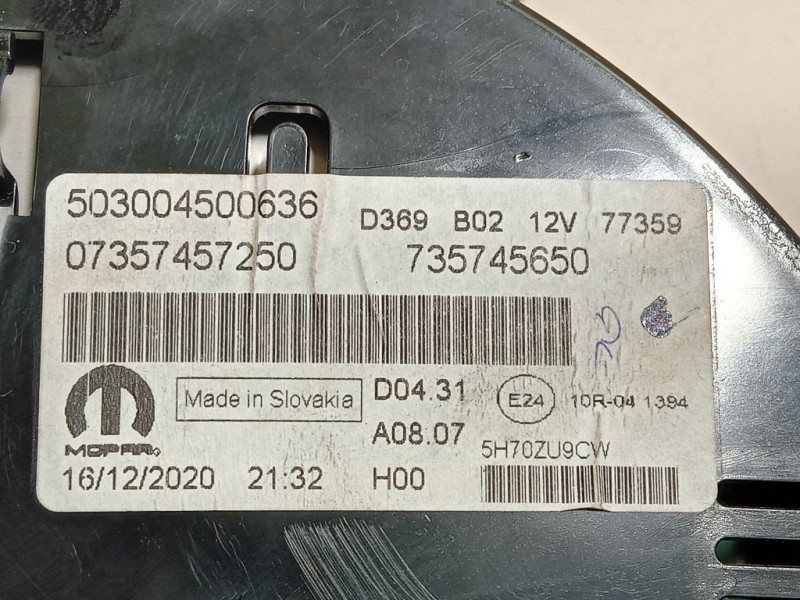 503004500636 D369 B02 12V 77359
07357457250 735745650
Made in Slovakia D04.31 E24 10R-04 1394
MOPAR A08.07
16/12/2020 21:32 H00 5H70ZU9CW